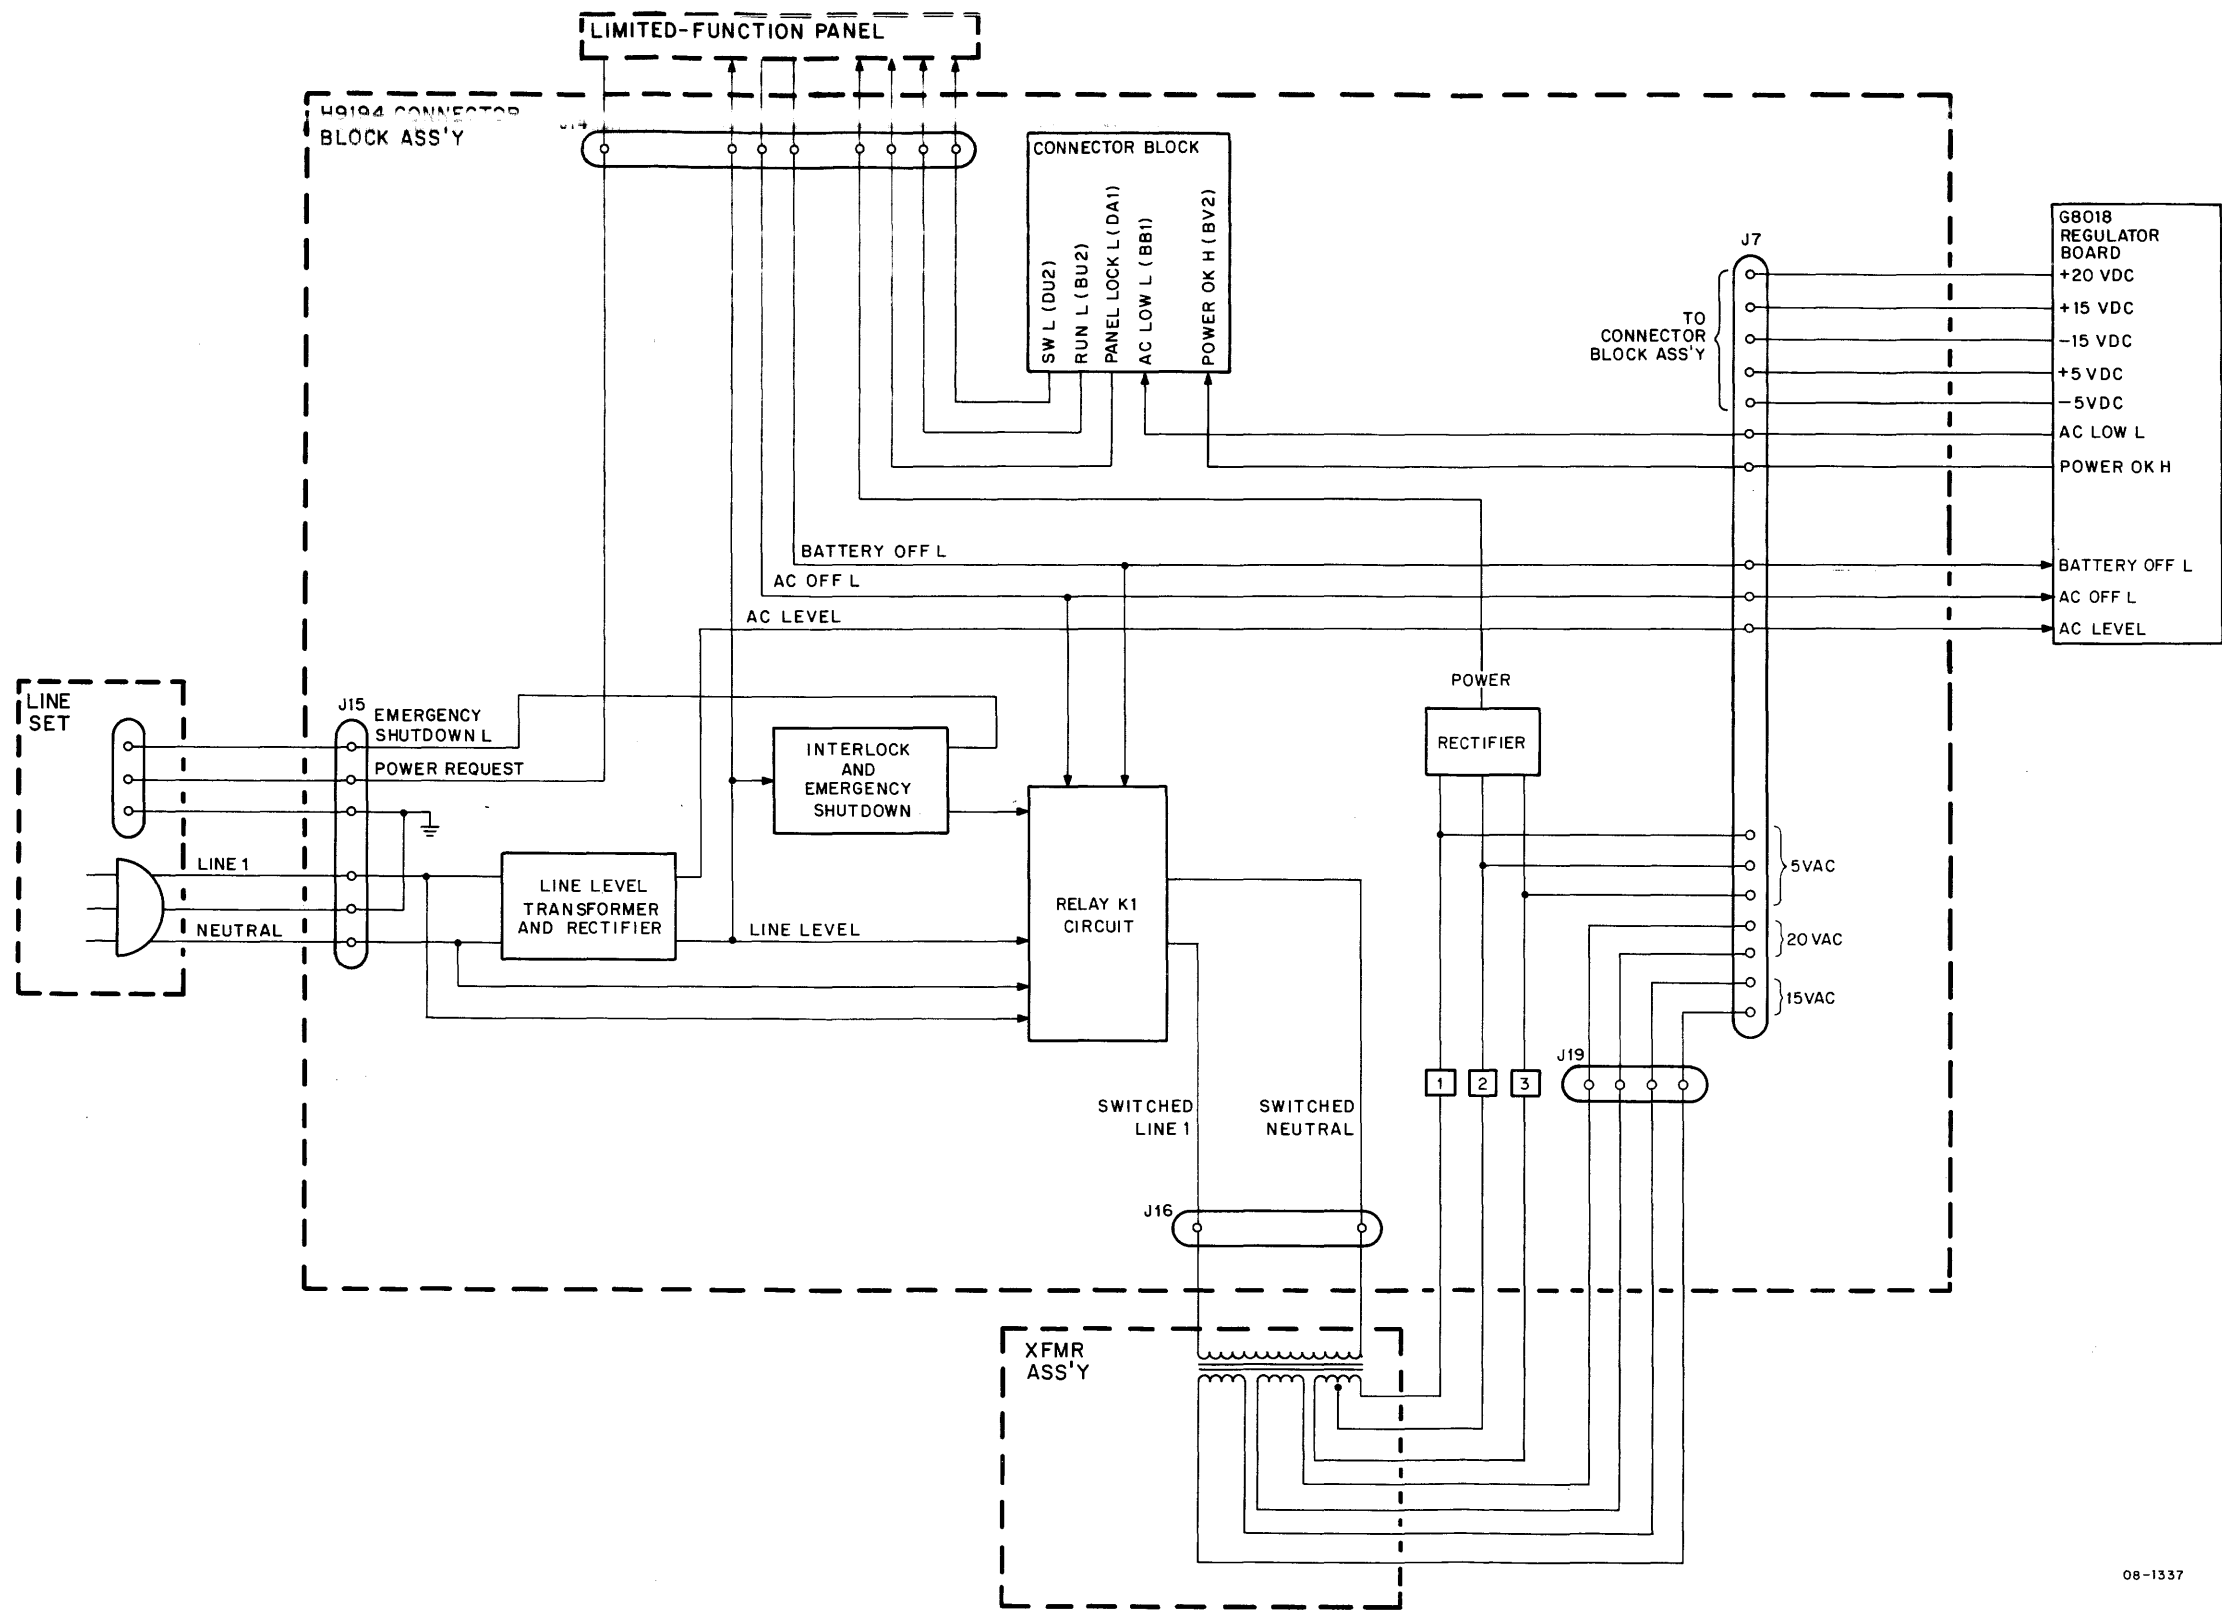 LIMITED-FUNCTION PANEL
H9194 CONNECTOR
BLOCK ASS'Y
J14
CONNECTOR BLOCK
SW L (DU2)
RUN L (BU2)
PANEL LOCK L (DA1)
AC LOW L (BB1)
POWER OK H (BV2)
J7
TO
CONNECTOR
BLOCK ASS'Y
G8018
REGULATOR
BOARD
+20 VDC
+15 VDC
-15 VDC
+5 VDC
-5VDC
AC LOW L
POWER OK H
BATTERY OFF L
AC OFF L
AC LEVEL
BATTERY OFF L
AC OFF L
AC LEVEL
LINE
SET
J15
EMERGENCY
SHUTDOWN L
POWER REQUEST
LINE 1
NEUTRAL
INTERLOCK
AND
EMERGENCY
SHUTDOWN
LINE LEVEL
TRANSFORMER
AND RECTIFIER
LINE LEVEL
RELAY K1
CIRCUIT
POWER
RECTIFIER
5VAC
20 VAC
15VAC
J19
1
2
3
SWITCHED
LINE 1
SWITCHED
NEUTRAL
J16
XFMR
ASS'Y
08-1337